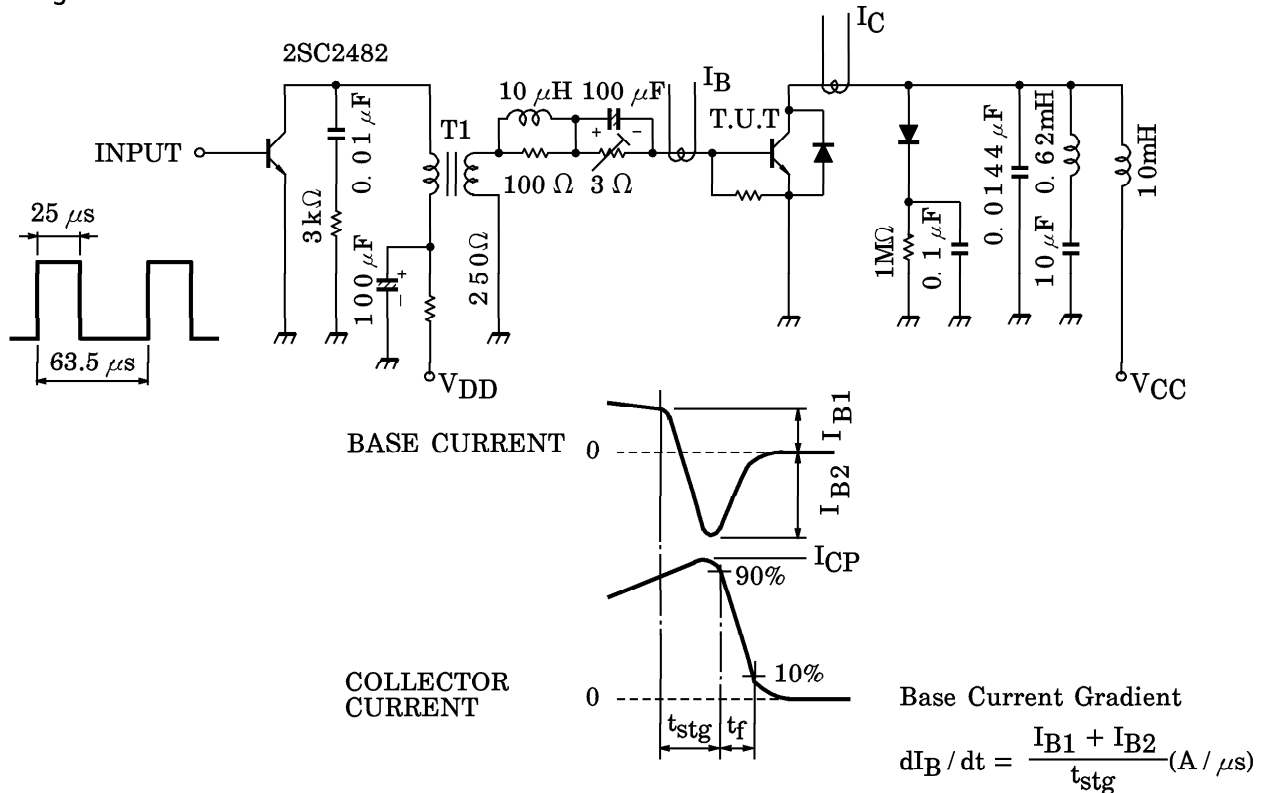 I_C
2SC2482
10 μH 100 μF
I_B
T.U.T
+ −
T1
INPUT
0.01 μF
3kΩ
100 Ω 3 Ω
25 μs
100 μF
+
−
250Ω
1MΩ
0.1 μF
0.0144 μF
0.62mH
10 μF
10mH
63.5 μs
V_DD
V_CC
BASE CURRENT 0
I_B1
I_B2
I_CP
90%
10%
COLLECTOR
CURRENT
0
t_stg t_f
Base Current Gradient
dI_B / dt = (I_B1 + I_B2) / t_stg (A / μs)